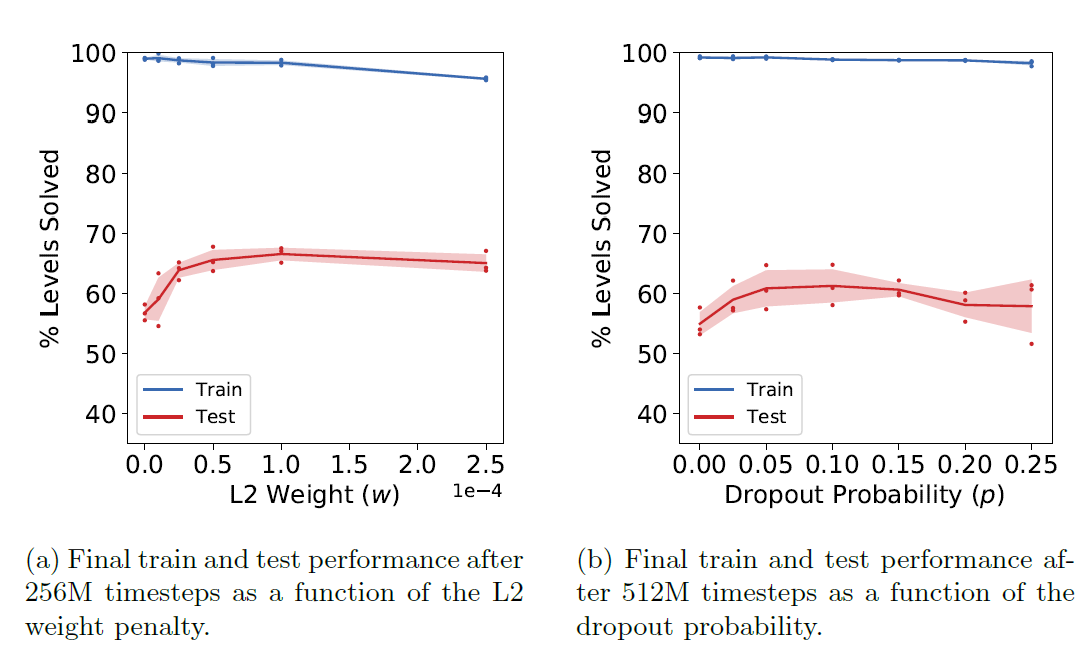 100
90
80
70
60
50
40
% Levels Solved
Train
Test
0.0 0.5 1.0 1.5 2.0 2.5
L2 Weight (w) 1e−4
(a) Final train and test performance after
256M timesteps as a function of the L2
weight penalty.
100
90
80
70
60
50
40
% Levels Solved
Train
Test
0.00 0.05 0.10 0.15 0.20 0.25
Dropout Probability (p)
(b) Final train and test performance af-
ter 512M timesteps as a function of the
dropout probability.